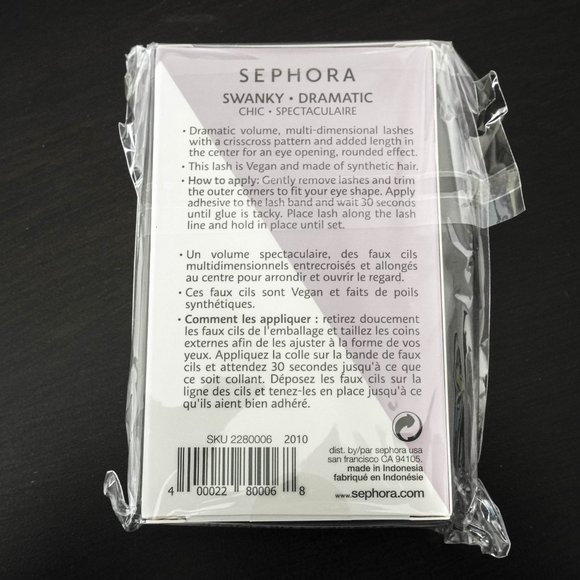 SEPHORA
SWANKY • DRAMATIC
CHIC • SPECTACULAIRE
• Dramatic volume, multi-dimensional lashes
with a crisscross pattern and added length in
the center for an eye opening, rounded effect.
• This lash is Vegan and made of synthetic hair.
• How to apply: Gently remove lashes and trim
the outer corners to fit your eye shape. Apply
adhesive to the lash band and wait 30 seconds
until glue is tacky. Place lash along the lash
line and hold in place until set.
• Un volume spectaculaire, des faux cils
multidimensionnels entrecroisés et allongés
au centre pour arrondir et ouvrir le regard.
• Ces faux cils sont Vegan et faits de poils
synthétiques.
• Comment les appliquer : retirez doucement
les faux cils de l'emballage et taillez les coins
externes afin de les ajuster à la forme de vos
yeux. Appliquez la colle sur la bande de faux
cils et attendez 30 secondes jusqu'à ce que
ce soit collant. Déposez les faux cils sur la
ligne des cils et tenez-les en place jusqu'à ce
qu'ils aient bien adhéré.
SKU 2280006 2010
4 00022 80006 8
dist. by/par sephora usa
san francisco CA 94105.
made in Indonesia
fabriqué en Indonésie
www.sephora.com